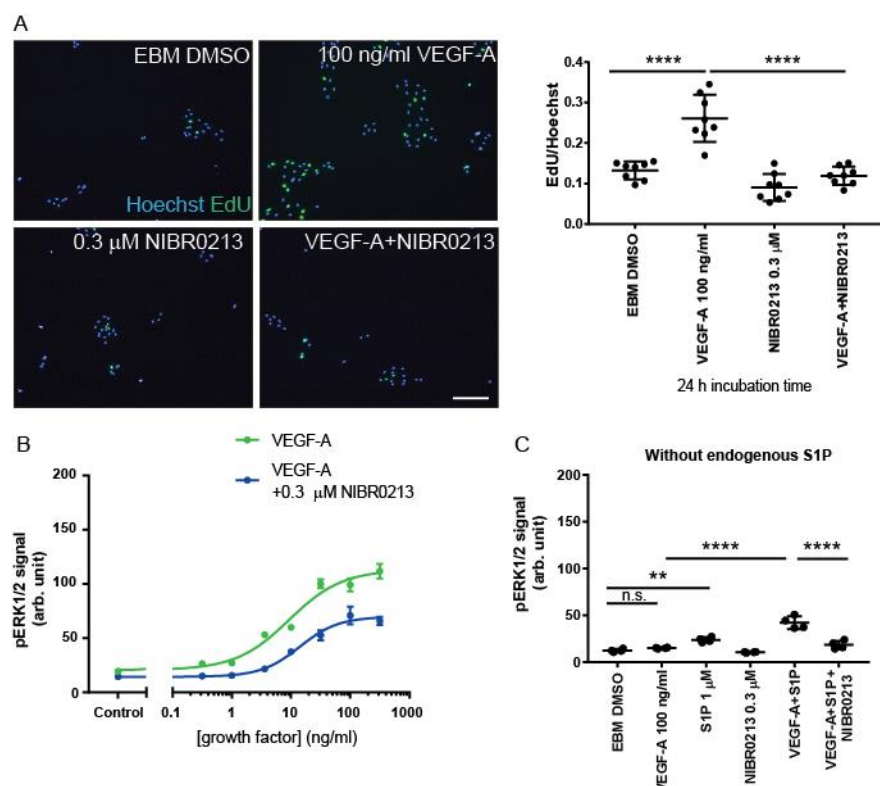 A
EBM DMSO
100 ng/ml VEGF-A
Hoechst EdU
0.3 μM NIBR0213
VEGF-A+NIBR0213
EdU/Hoechst
0.4
0.3
0.2
0.1
0.0
****
****
EBM DMSO
VEGF-A 100 ng/ml
NIBR0213 0.3 μM
VEGF-A+NIBR0213
24 h incubation time
B
VEGF-A
VEGF-A
+0.3 μM NIBR0213
pERK1/2 signal
(arb. unit)
200
150
100
50
0
Control
0.1
1
10
100
1000
[growth factor] (ng/ml)
C
Without endogenous S1P
pERK1/2 signal
(arb. unit)
200
150
100
50
0
****
****
**
n.s.
EBM DMSO
VEGF-A 100 ng/ml
S1P 1 μM
NIBR0213 0.3 μM
VEGF-A+S1P
VEGF-A+S1P+
NIBR0213